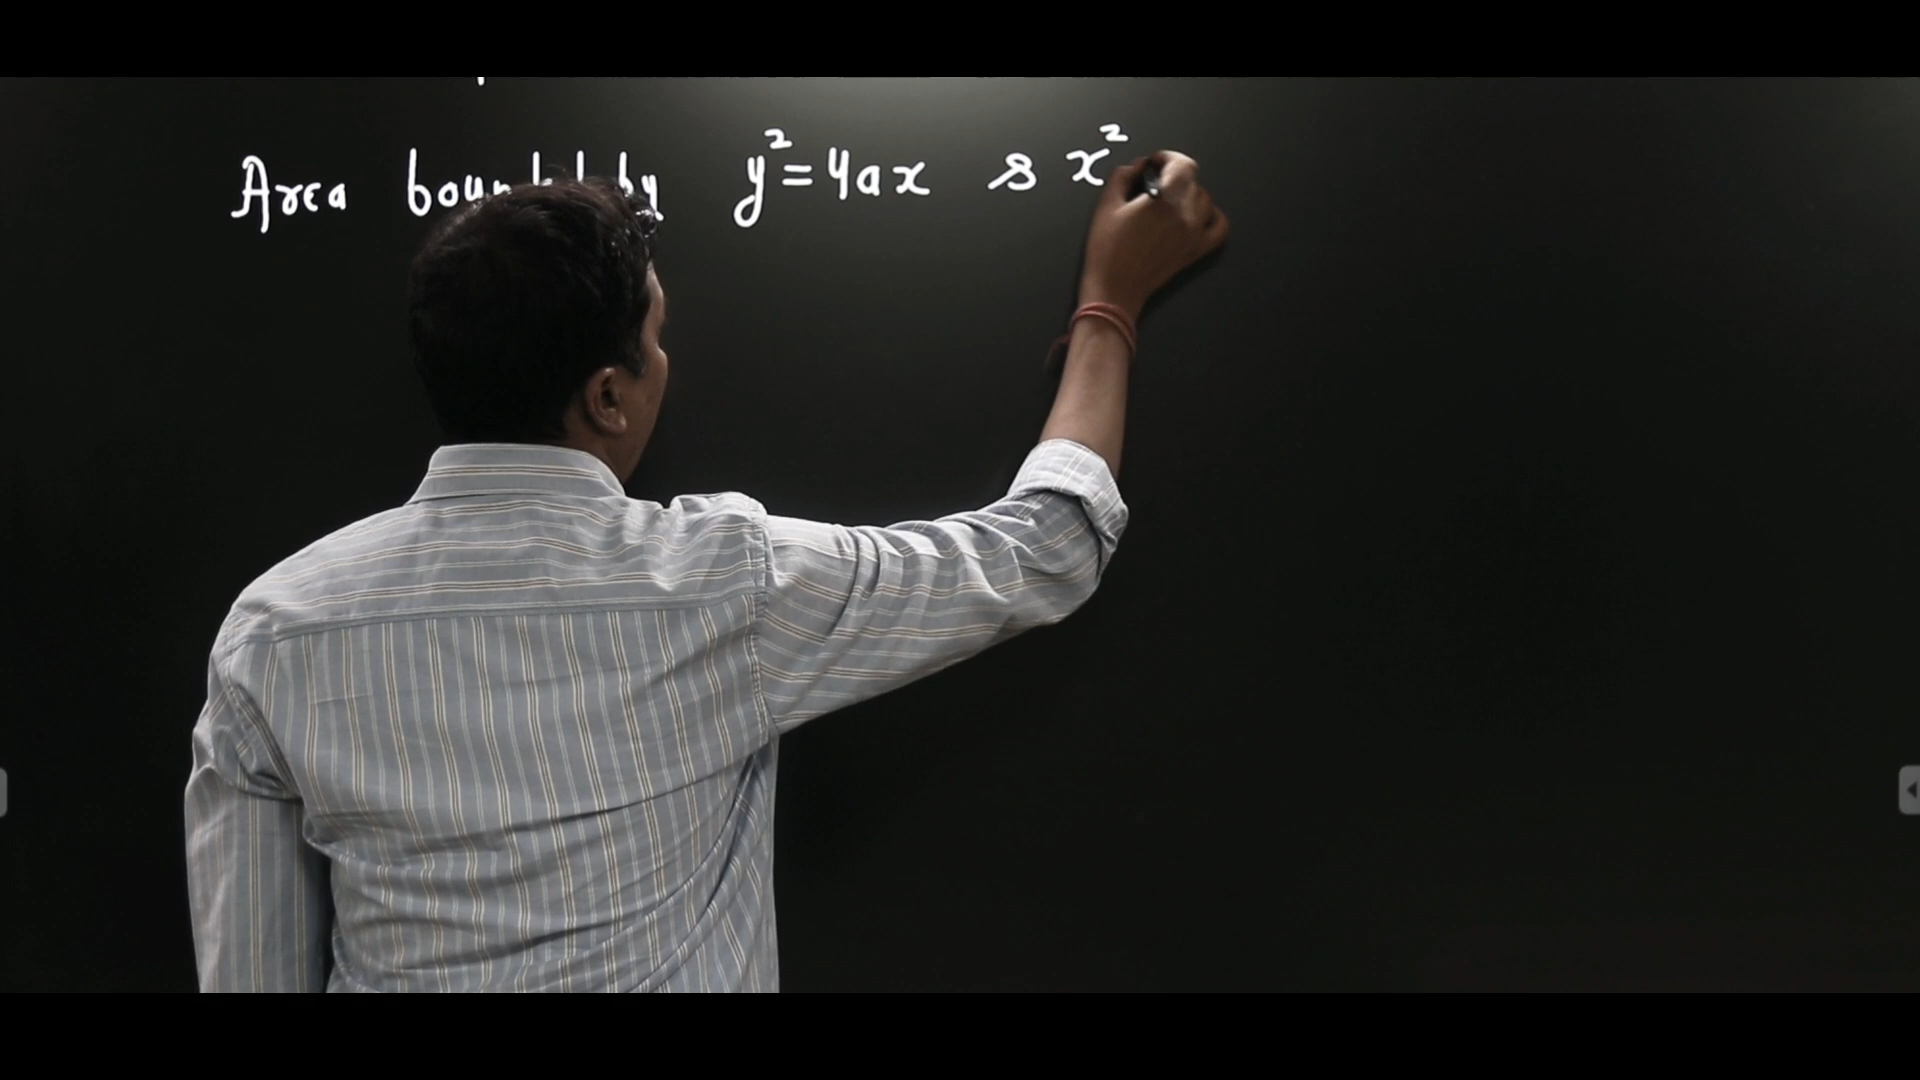 Area bounded by y² = 4ax & x²